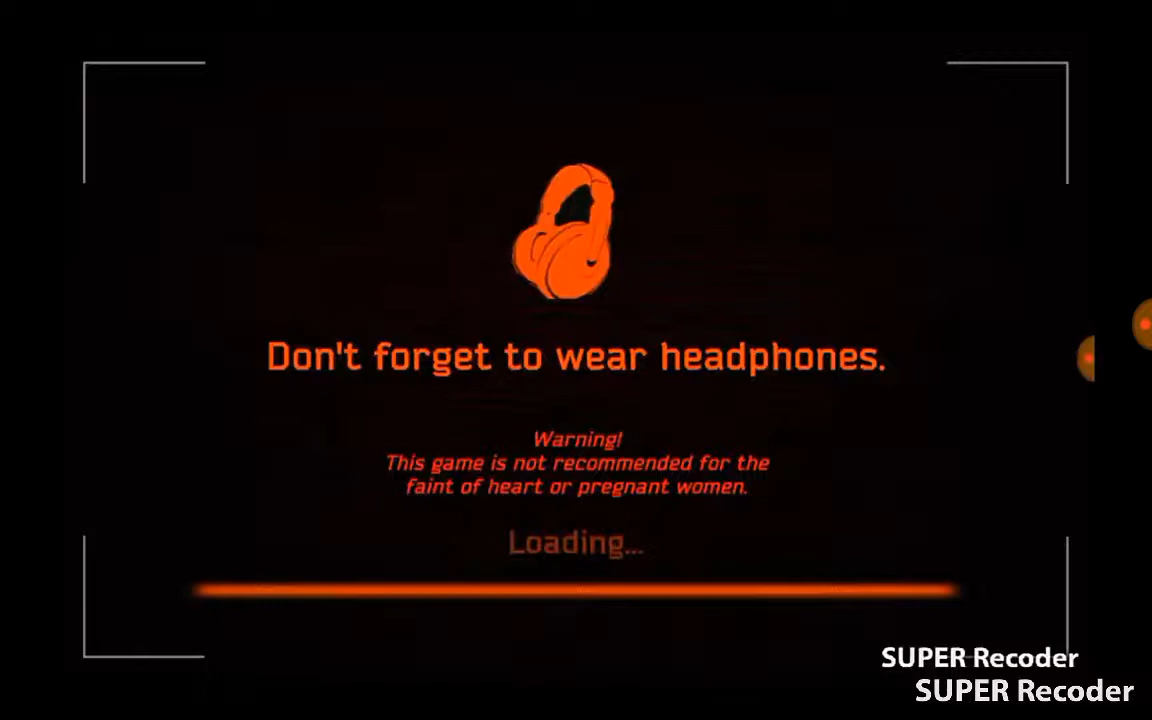 Don't forget to wear headphones.
Warning!
This game is not recommended for the
faint of heart or pregnant women.
Loading...
SUPER Recoder
SUPER Recoder